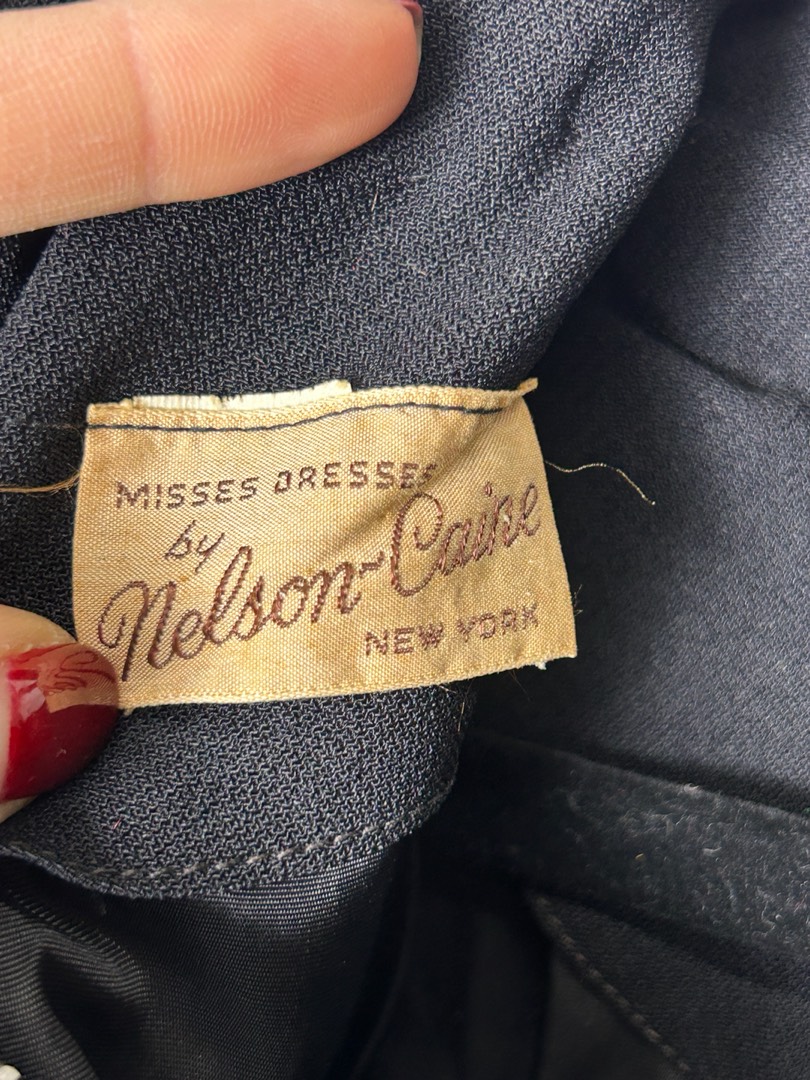 MISSES DRESSES
by
Nelson-Caine
NEW YORK